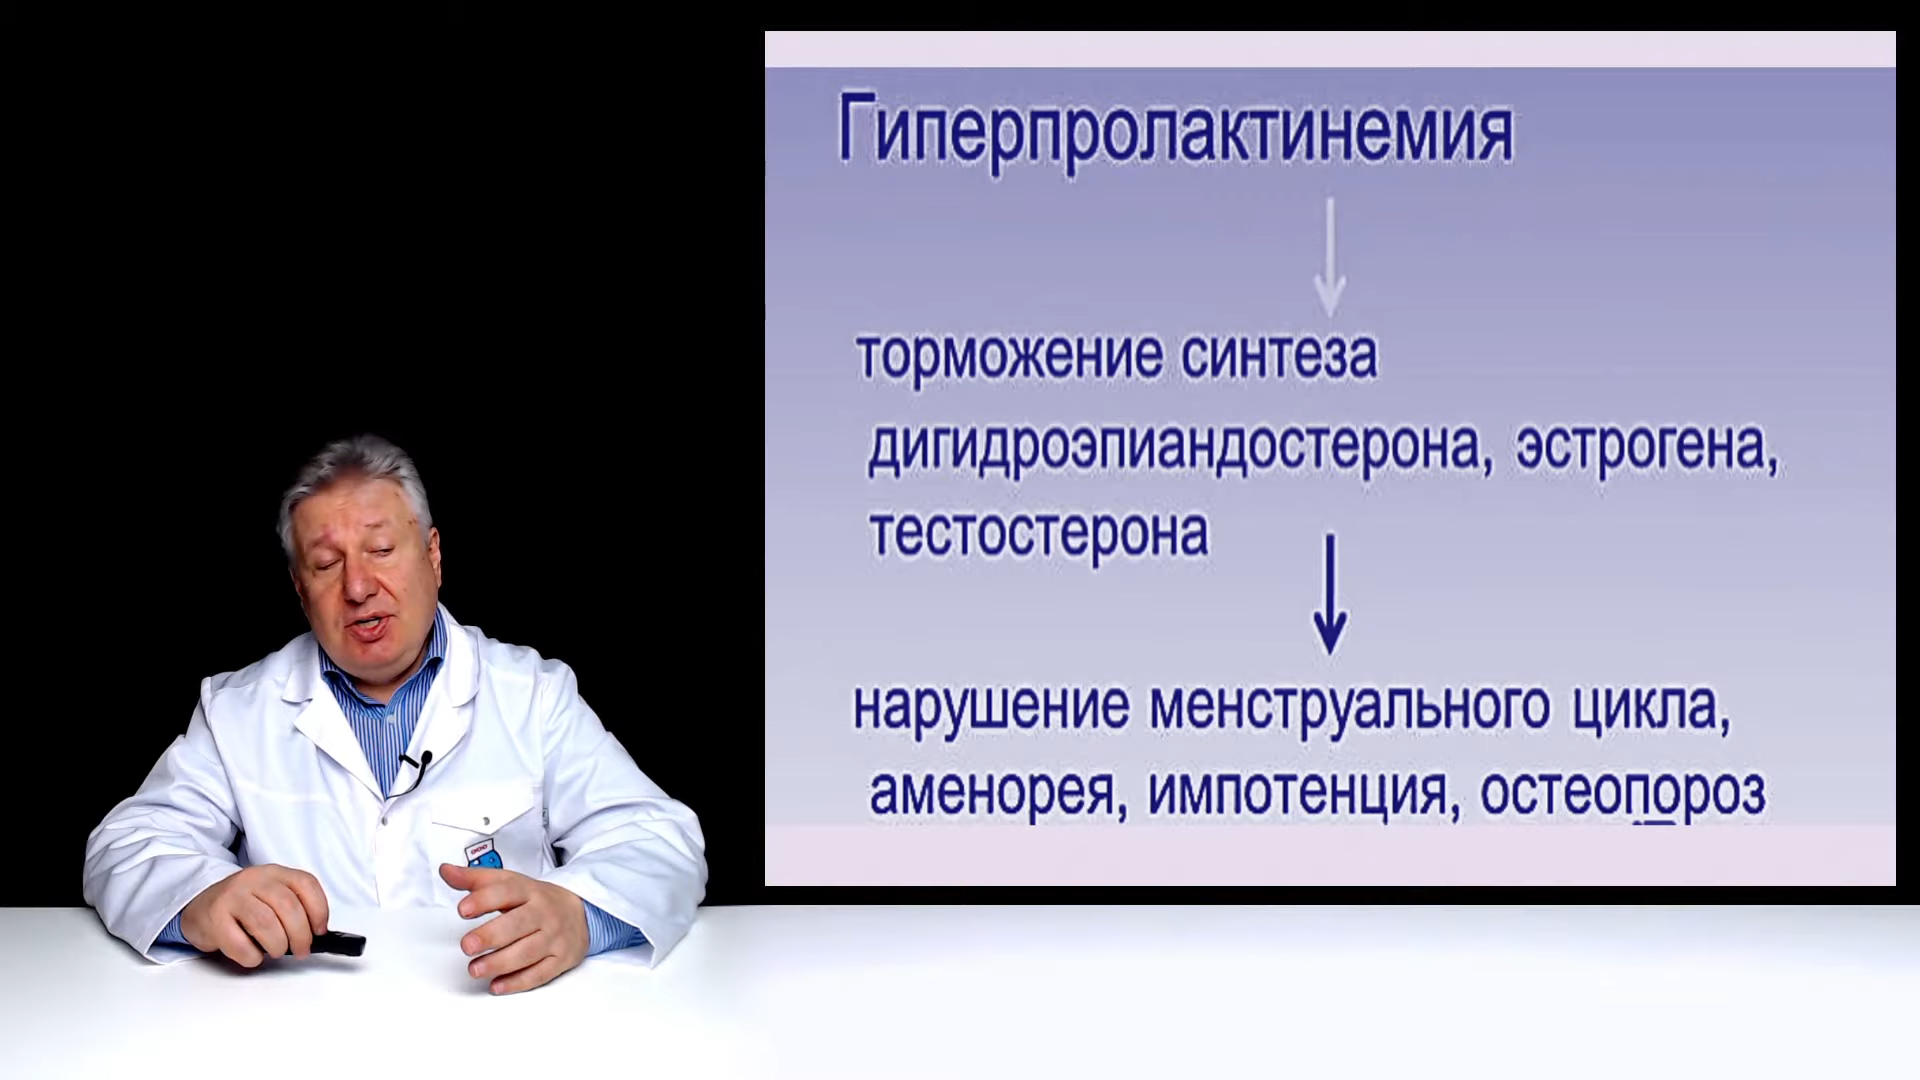 Гиперпролактинемия
торможение синтеза
дигидроэпиандостерона, эстрогена,
тестостерона
нарушение менструального цикла,
аменорея, импотенция, остеопороз